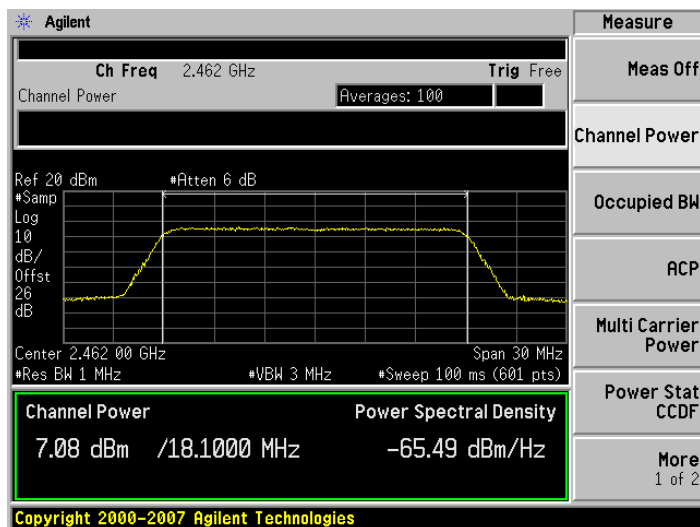 Agilent
Measure
Ch Freq 2.462 GHz Trig Free
Channel Power Averages: 100
Ref 20 dBm #Atten 6 dB
#Samp
Log
10
dB/
Offst
26
dB
Center 2.462 00 GHz Span 30 MHz
#Res BW 1 MHz #VBW 3 MHz #Sweep 100 ms (601 pts)
Channel Power Power Spectral Density
7.08 dBm /18.1000 MHz -65.49 dBm/Hz
Meas Off
Channel Power
Occupied BW
ACP
Multi Carrier
Power
Power Stat
CCDF
More
1 of 2
Copyright 2000-2007 Agilent Technologies